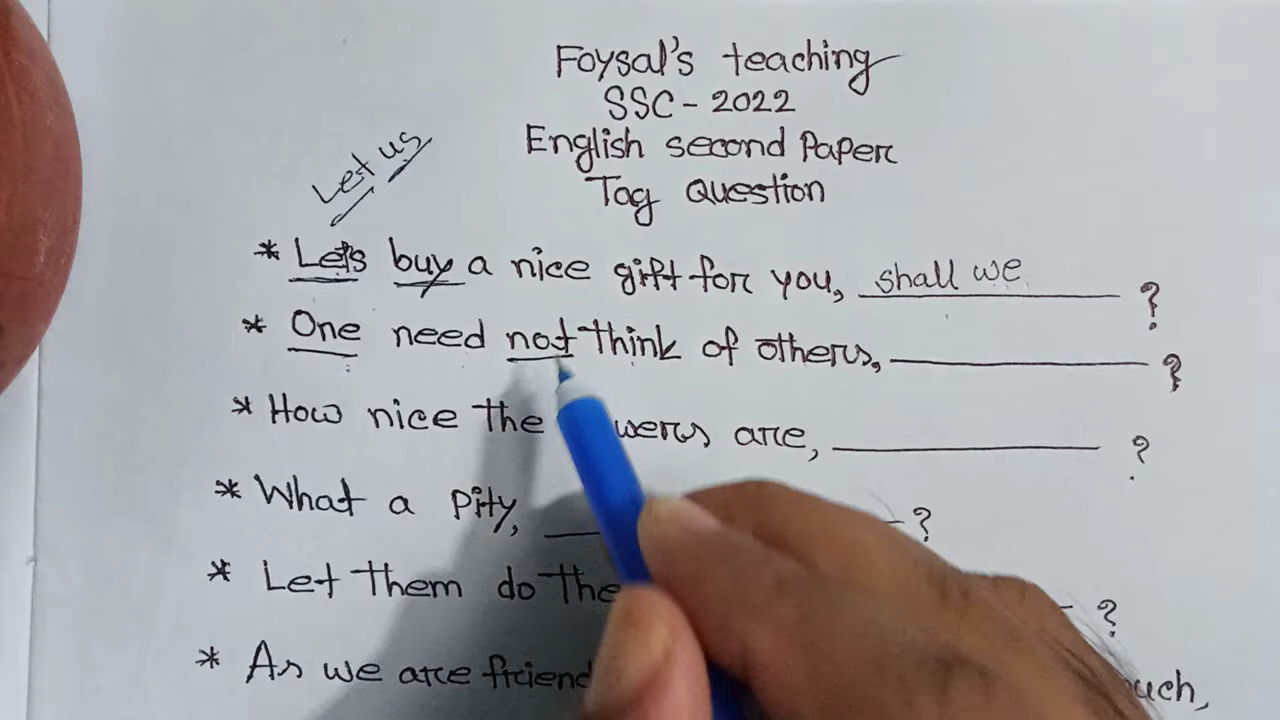 Foysal's teaching
SSC - 2022
English second Paper
Tag question
Let us
* Let's buy a nice gift for you, shall we ?
* One need not think of others, ?
* How nice the are, ?
* What a Pity, ?
* Let them do the ?
* As we are